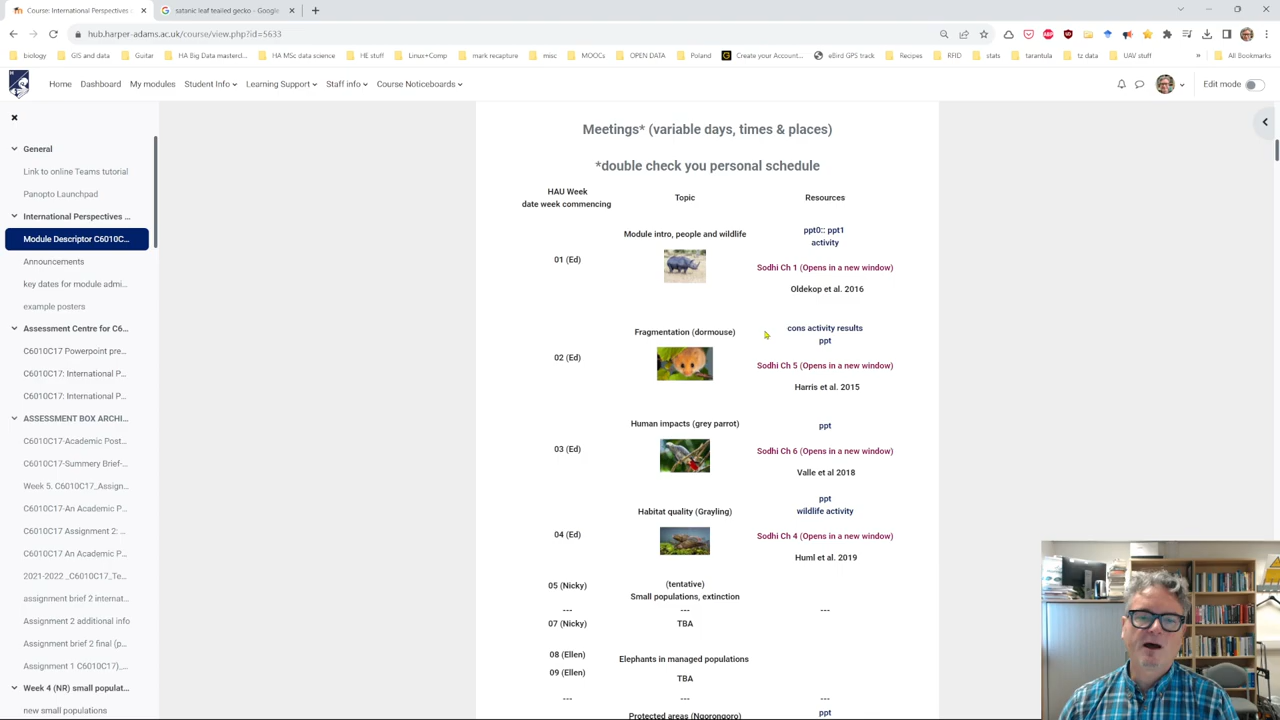 Course: International Perspectives
satanic leaf teailed gecko - Google
hub.harper-adams.ac.uk/course/view.php?id=5633
biology
GIS and data
Guitar
HA Big Data mastercl...
HA MSc data science
HE stuff
Linux+Comp
mark recapture
misc
MOOCs
OPEN DATA
Poland
Create your Account...
eBird GPS track
Recipes
RFID
stats
tarantula
tz data
UAV stuff
»
All Bookmarks
Home
Dashboard
My modules
Student Info
Learning Support
Staff info
Course Noticeboards
Edit mode
General
Link to online Teams tutorial
Panopto Launchpad
International Perspectives ...
Module Descriptor C6010C...
Announcements
key dates for module admi...
example posters
Assessment Centre for C6...
C6010C17 Powerpoint pre...
C6010C17: International P...
C6010C17: International P...
ASSESSMENT BOX ARCHI...
C6010C17-Academic Post...
C6010C17-Summery Brief-...
Week 5. C6010C17_Assign...
C6010C17-An Academic P...
C6010C17 Assignment 2: ...
C6010C17 An Academic P...
2021-2022 _C6010C17_Te...
assignment brief 2 internat...
Assignment 2 additional info
Assignment brief 2 final (p...
Assignment 1 C6010C17)_...
Week 4 (NR) small populat...
new small populations
Meetings* (variable days, times & places)
*double check you personal schedule
HAU Week
date week commencing
Topic
Resources
01 (Ed)
Module intro, people and wildlife
ppt0:: ppt1
activity
Sodhi Ch 1 (Opens in a new window)
Oldekop et al. 2016
02 (Ed)
Fragmentation (dormouse)
cons activity results
ppt
Sodhi Ch 5 (Opens in a new window)
Harris et al. 2015
03 (Ed)
Human impacts (grey parrot)
ppt
Sodhi Ch 6 (Opens in a new window)
Valle et al 2018
04 (Ed)
Habitat quality (Grayling)
ppt
wildlife activity
Sodhi Ch 4 (Opens in a new window)
Huml et al. 2019
05 (Nicky)
(tentative)
Small populations, extinction
---
---
---
07 (Nicky)
TBA
08 (Ellen)
Elephants in managed populations
09 (Ellen)
TBA
---
---
---
Protected areas (Ngorongoro)
ppt